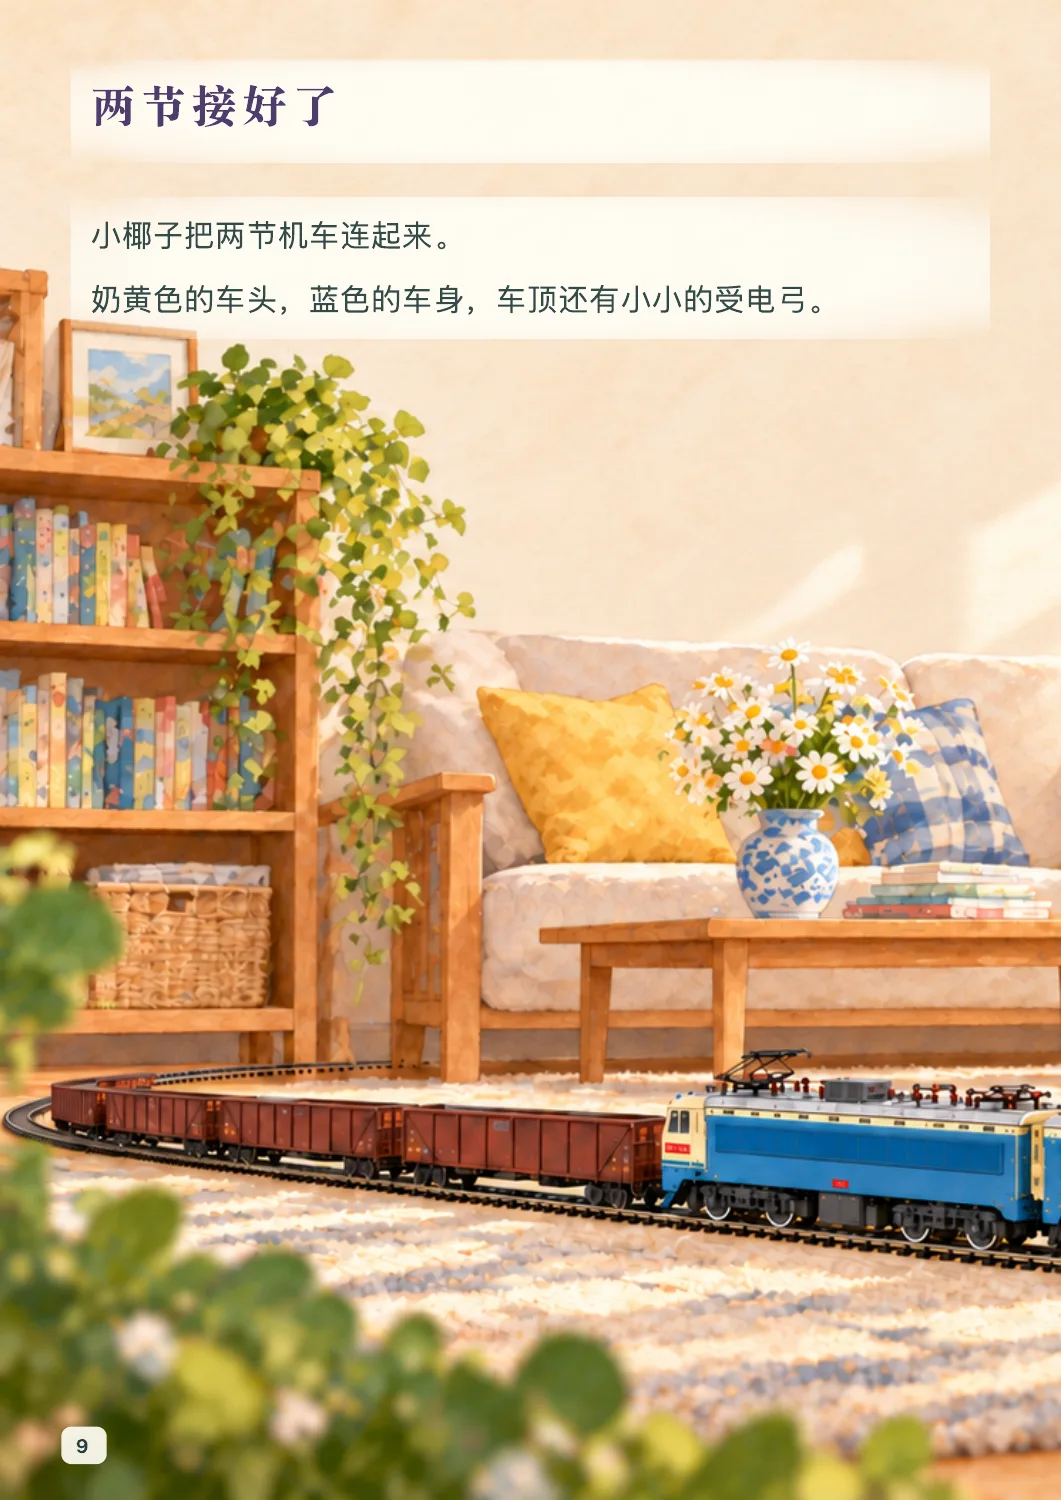 两节接好了
小椰子把两节机车连起来。
奶黄色的车头，蓝色的车身，车顶还有小小的受电弓。
9